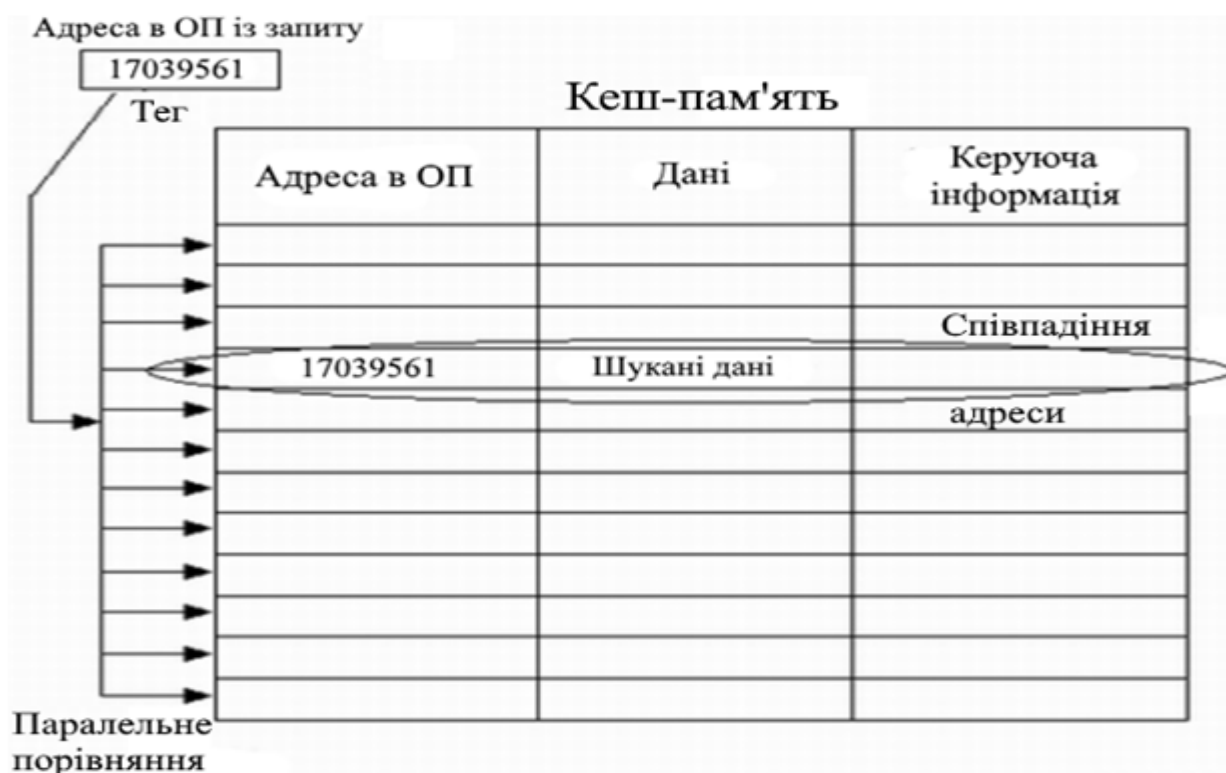 Адреса в ОП із запиту
17039561
Тег
Кеш-пам'ять
Адреса в ОП
Дані
Керуюча
інформація
Співпадіння
17039561
Шукані дані
адреси
Паралельне
порівняння